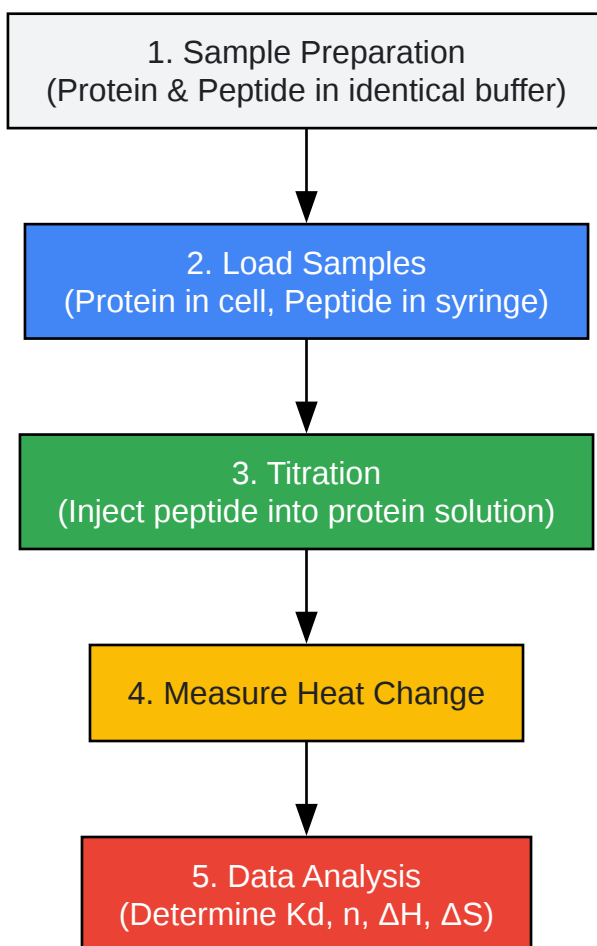 1. Sample Preparation
(Protein & Peptide in identical buffer)
2. Load Samples
(Protein in cell, Peptide in syringe)
3. Titration
(Inject peptide into protein solution)
4. Measure Heat Change
5. Data Analysis
(Determine Kd, n, ΔH, ΔS)